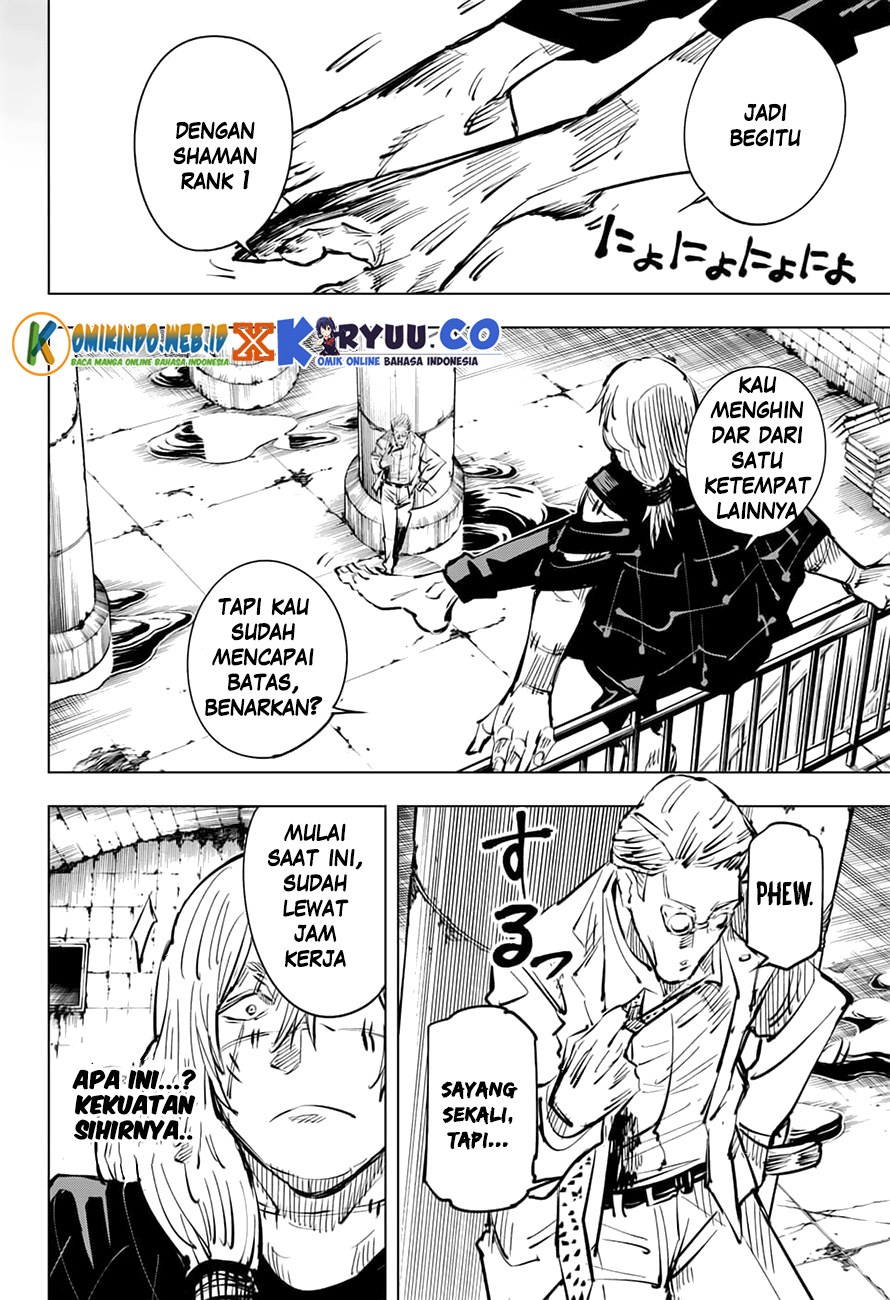 JADI
BEGITU
DENGAN
SHAMAN
RANK 1
にょにょにょにょ
KOMIKINDO.WEB.ID X KIRYUU.CO
BACA MANGA ONLINE BAHASA INDONESIA
KOMIK ONLINE BAHASA INDONESIA
KAU
MENGHIN
DAR DARI
SATU
KETEMPAT
LAINNYA
TAPI KAU
SUDAH
MENCAPAI
BATAS,
BENARKAN?
PHEW.
するっ
SAYANG
SEKALI,
TAPI...
MULAI
SAAT INI,
SUDAH
LEWAT
JAM
KERJA
APA INI...?
KEKUATAN
SIHIRNYA..